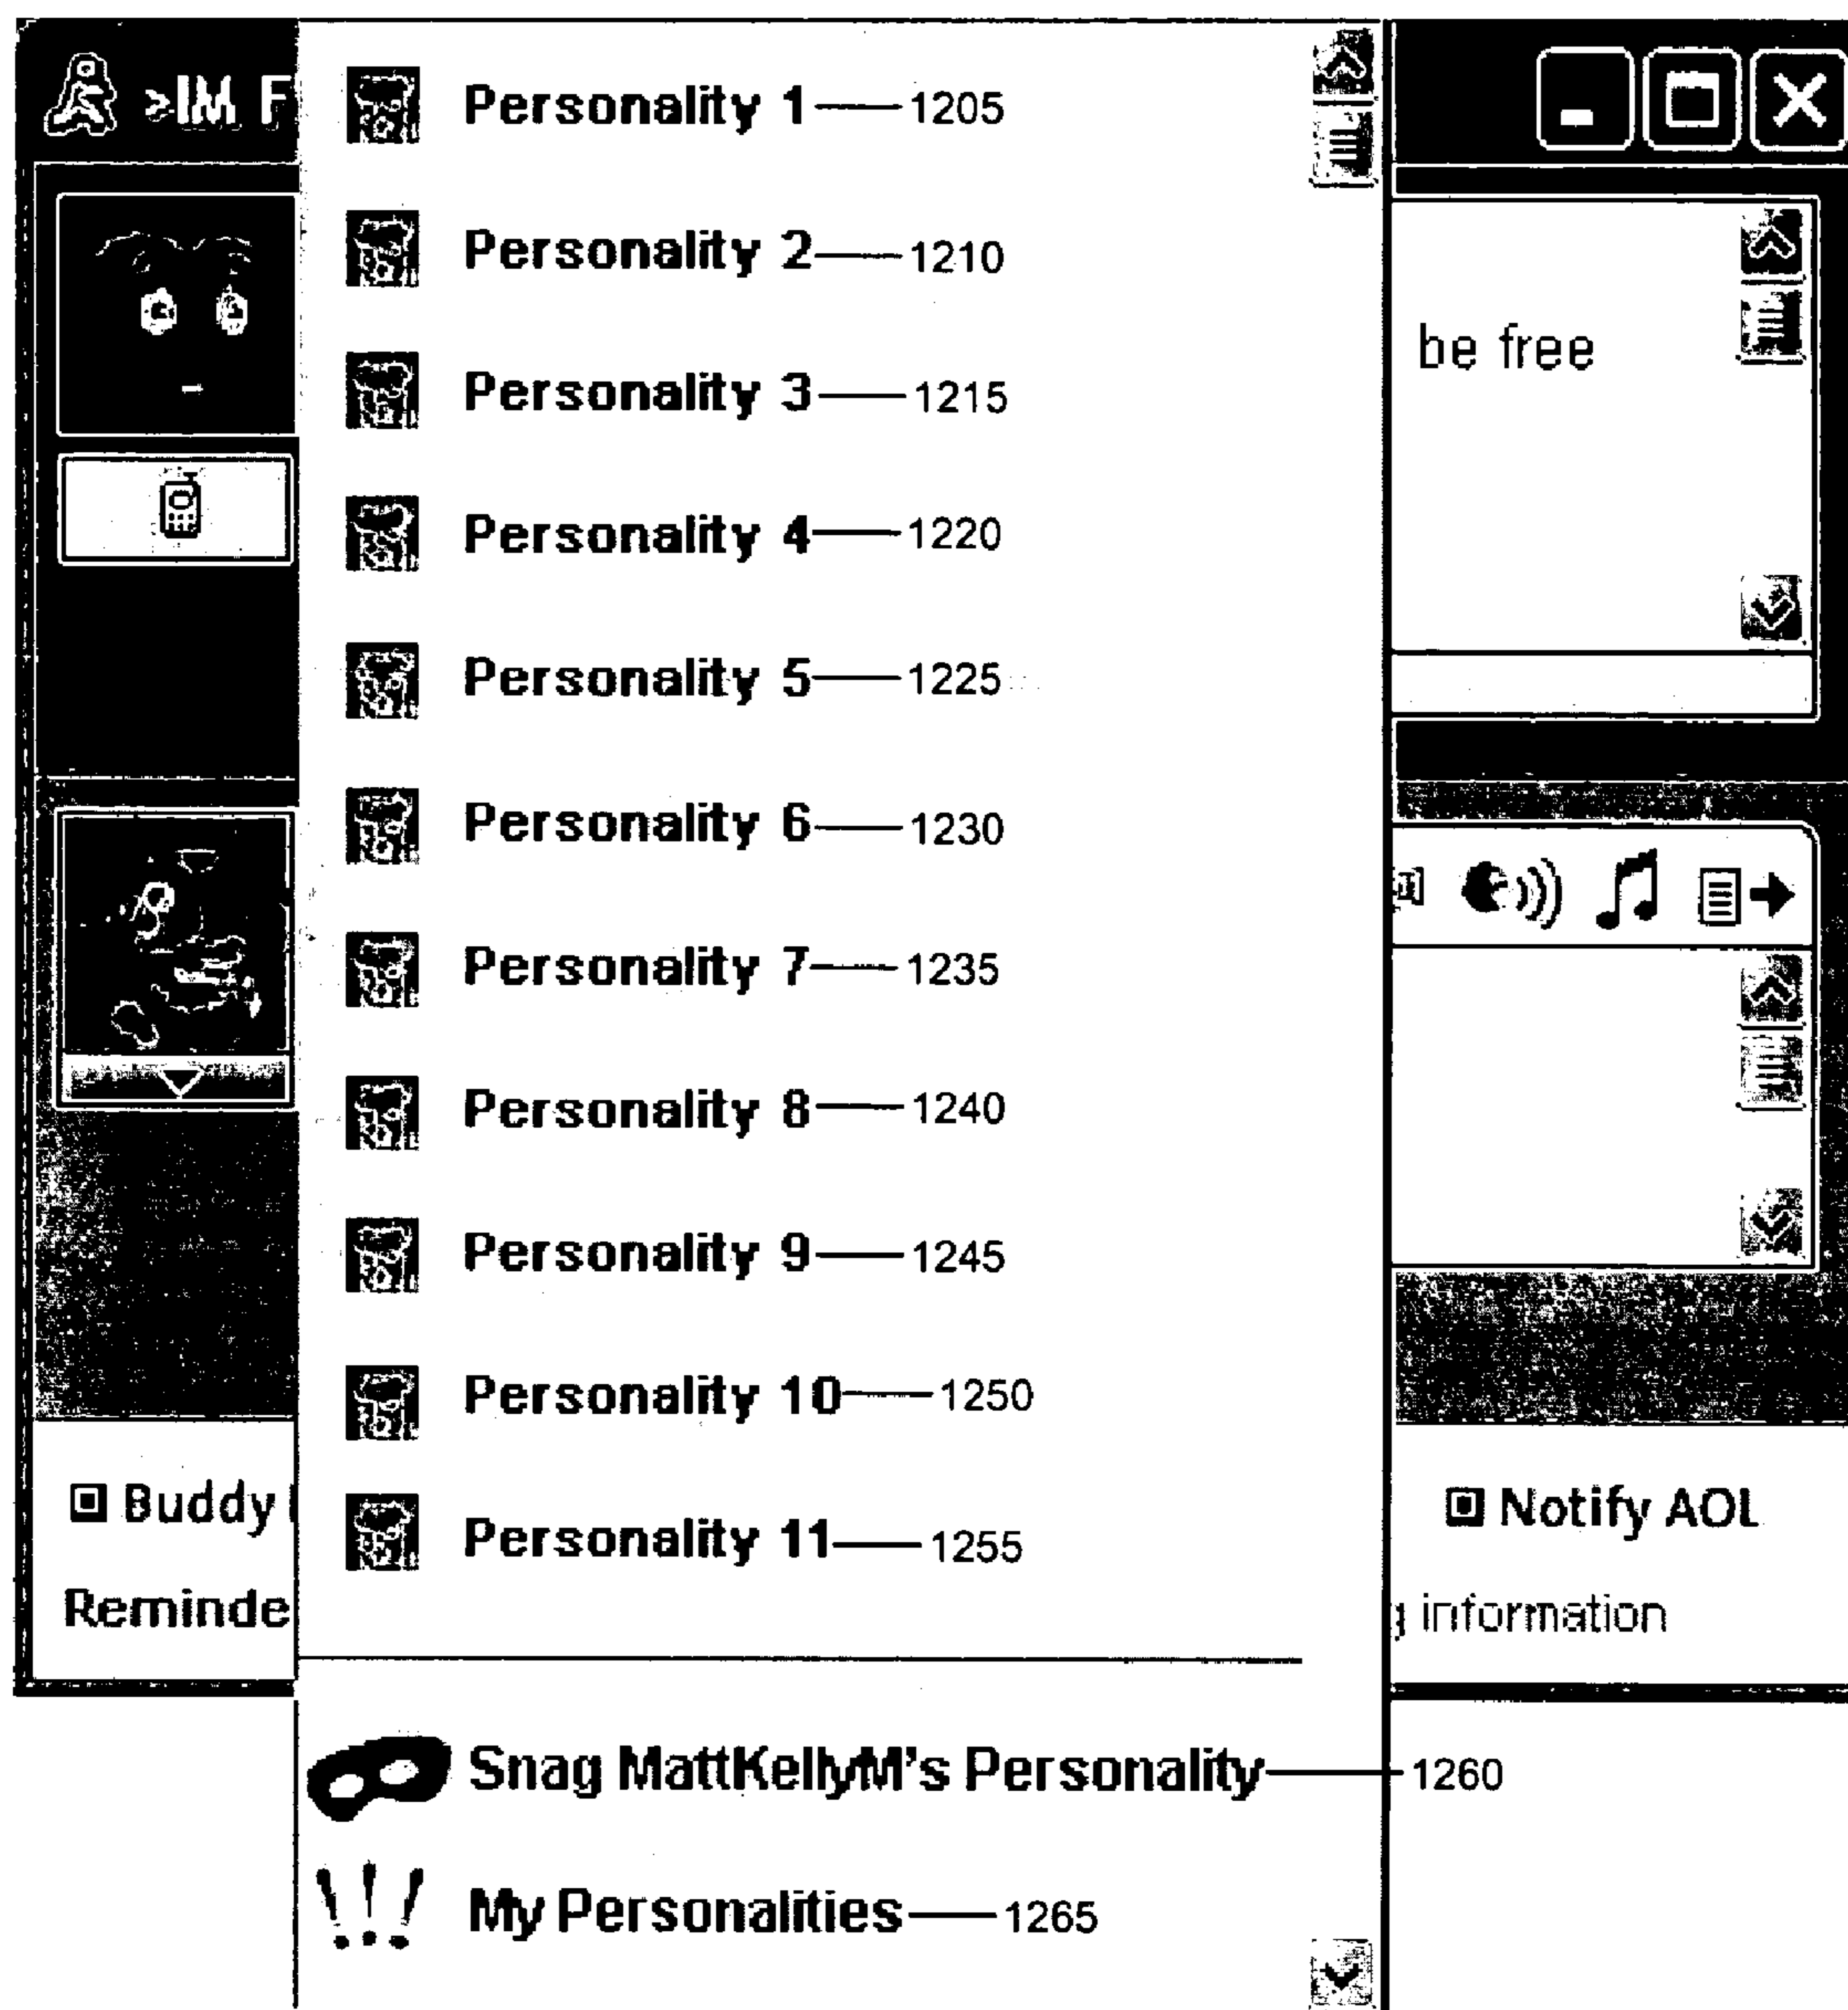 >IM F
Personality 1 1205
Personality 2 1210
be free
Personality 3 1215
Personality 4 1220
Personality 5 1225
Personality 6 1230
Personality 7 1235
Personality 8 1240
Personality 9 1245
Personality 10 1250
Buddy
Notify AOL
Personality 11 1255
Reminde
information
Snag MattKellyM's Personality 1260
My Personalities 1265